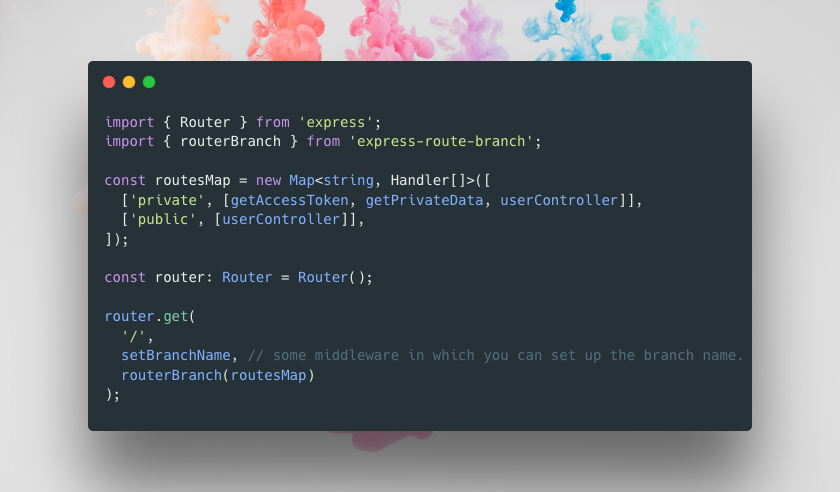 import { Router } from 'express';
import { routerBranch } from 'express-route-branch';
const routesMap = new Map<string, Handler[]>([
['private', [getAccessToken, getPrivateData, userController]],
['public', [userController]],
]);
const router: Router = Router();
router.get(
'/',
setBranchName, // some middleware in which you can set up the branch name.
routerBranch(routesMap)
);